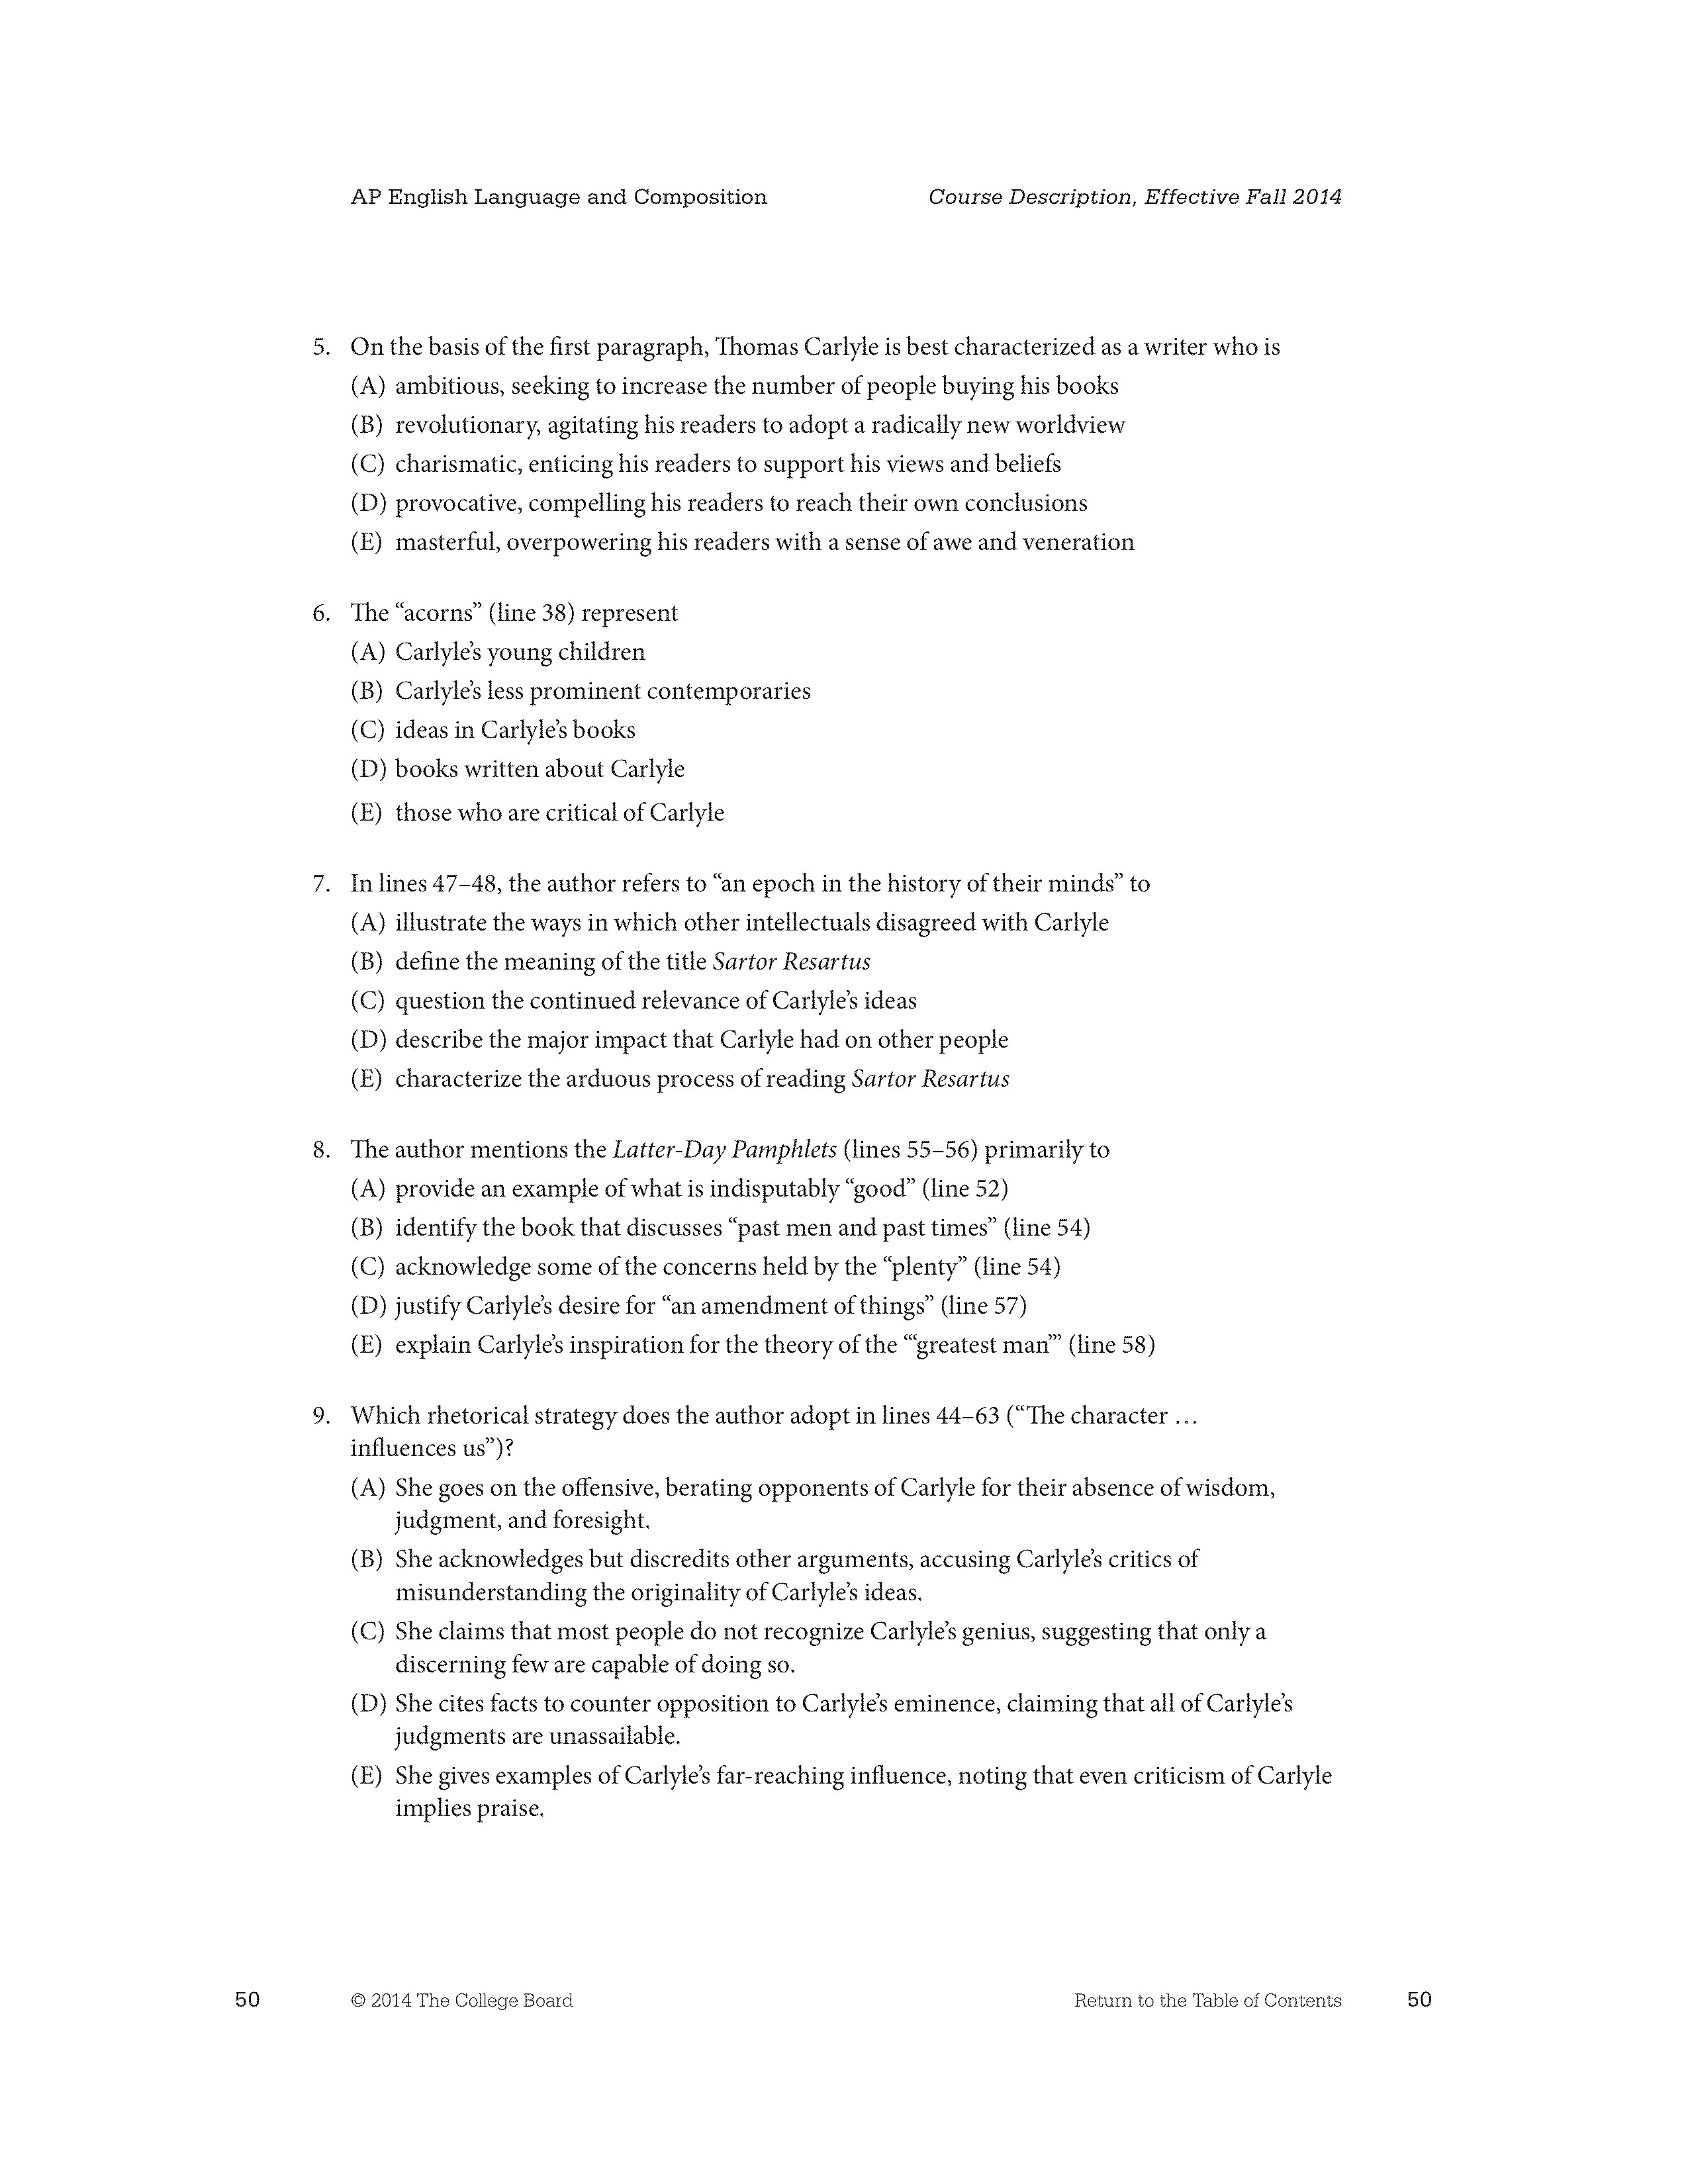 AP English Language and Composition Course Description, Effective Fall 2014
5. On the basis of the first paragraph, Thomas Carlyle is best characterized as a writer who is
(A) ambitious, seeking to increase the number of people buying his books
(B) revolutionary, agitating his readers to adopt a radically new worldview
(C) charismatic, enticing his readers to support his views and beliefs
(D) provocative, compelling his readers to reach their own conclusions
(E) masterful, overpowering his readers with a sense of awe and veneration
6. The “acorns” (line 38) represent
(A) Carlyle’s young children
(B) Carlyle’s less prominent contemporaries
(C) ideas in Carlyle’s books
(D) books written about Carlyle
(E) those who are critical of Carlyle
7. In lines 47–48, the author refers to “an epoch in the history of their minds” to
(A) illustrate the ways in which other intellectuals disagreed with Carlyle
(B) define the meaning of the title Sartor Resartus
(C) question the continued relevance of Carlyle’s ideas
(D) describe the major impact that Carlyle had on other people
(E) characterize the arduous process of reading Sartor Resartus
8. The author mentions the Latter-Day Pamphlets (lines 55–56) primarily to
(A) provide an example of what is indisputably “good” (line 52)
(B) identify the book that discusses “past men and past times” (line 54)
(C) acknowledge some of the concerns held by the “plenty” (line 54)
(D) justify Carlyle’s desire for “an amendment of things” (line 57)
(E) explain Carlyle’s inspiration for the theory of the “‘greatest man’” (line 58)
9. Which rhetorical strategy does the author adopt in lines 44–63 (“The character …
influences us”)?
(A) She goes on the offensive, berating opponents of Carlyle for their absence of wisdom,
judgment, and foresight.
(B) She acknowledges but discredits other arguments, accusing Carlyle’s critics of
misunderstanding the originality of Carlyle’s ideas.
(C) She claims that most people do not recognize Carlyle’s genius, suggesting that only a
discerning few are capable of doing so.
(D) She cites facts to counter opposition to Carlyle’s eminence, claiming that all of Carlyle’s
judgments are unassailable.
(E) She gives examples of Carlyle’s far-reaching influence, noting that even criticism of Carlyle
implies praise.
50 © 2014 The College Board Return to the Table of Contents 50